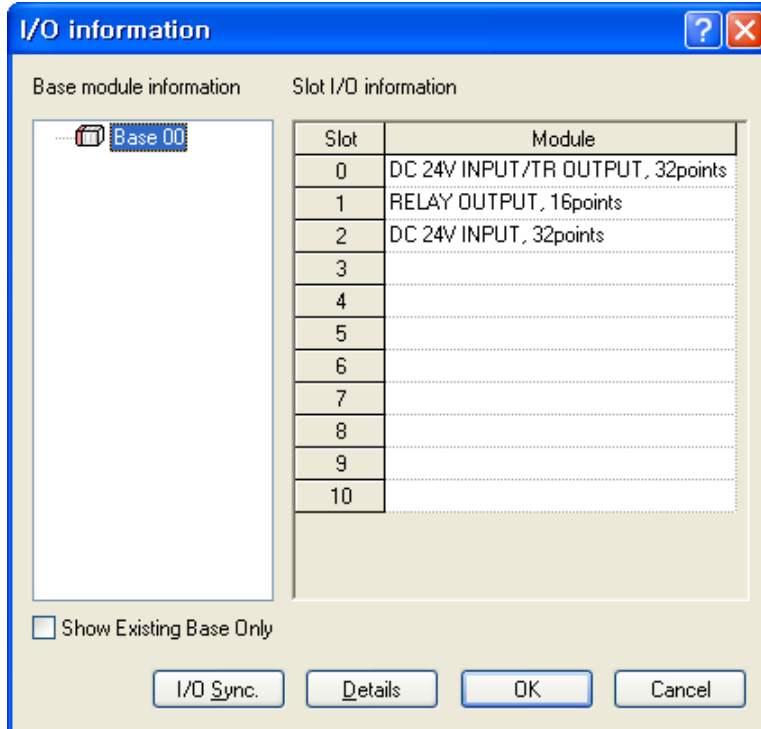 I/O information
Base module information
Slot I/O information
Base 00
Slot Module
0 DC 24V INPUT/TR OUTPUT, 32points
1 RELAY OUTPUT, 16points
2 DC 24V INPUT, 32points
3
4
5
6
7
8
9
10
Show Existing Base Only
I/O Sync. Details OK Cancel